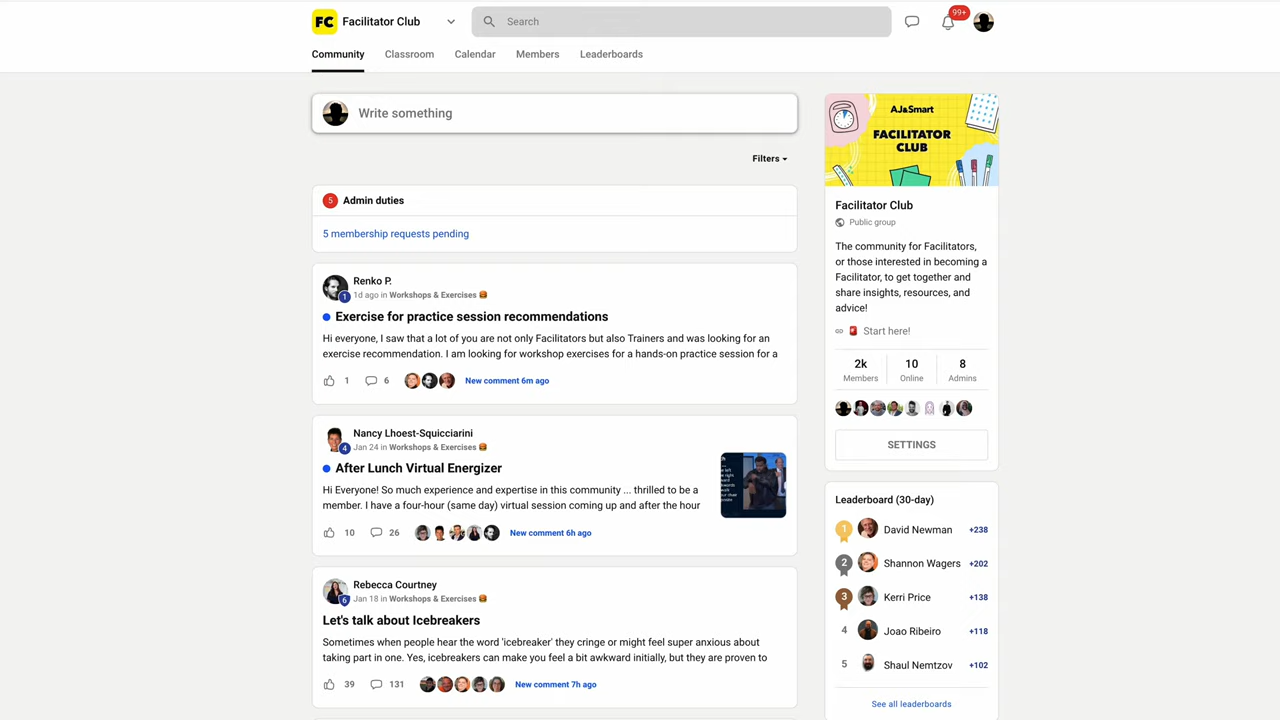 FC Facilitator Club
Search
99+
Community Classroom Calendar Members Leaderboards
Write something
Filters
5 Admin duties
5 membership requests pending
Renko P.
1
1d ago in Workshops & Exercises
Exercise for practice session recommendations
Hi everyone, I saw that a lot of you are not only Facilitators but also Trainers and was looking for an
exercise recommendation. I am looking for workshop exercises for a hands-on practice session for a
1 6 New comment 6m ago
Nancy Lhoest-Squicciarini
4
Jan 24 in Workshops & Exercises
After Lunch Virtual Energizer
Hi Everyone! So much experience and expertise in this community ... thrilled to be a
member. I have a four-hour (same day) virtual session coming up and after the hour
10 26 New comment 6h ago
Rebecca Courtney
6
Jan 18 in Workshops & Exercises
Let's talk about Icebreakers
Sometimes when people hear the word 'icebreaker' they cringe or might feel super anxious about
taking part in one. Yes, icebreakers can make you feel a bit awkward initially, but they are proven to
39 131 New comment 7h ago
AJ&Smart
FACILITATOR
CLUB
Facilitator Club
Public group
The community for Facilitators,
or those interested in becoming a
Facilitator, to get together and
share insights, resources, and
advice!
Start here!
2k 10 8
Members Online Admins
SETTINGS
Leaderboard (30-day)
1 David Newman +238
2 Shannon Wagers +202
3 Kerri Price +138
4 Joao Ribeiro +118
5 Shaul Nemtzov +102
See all leaderboards